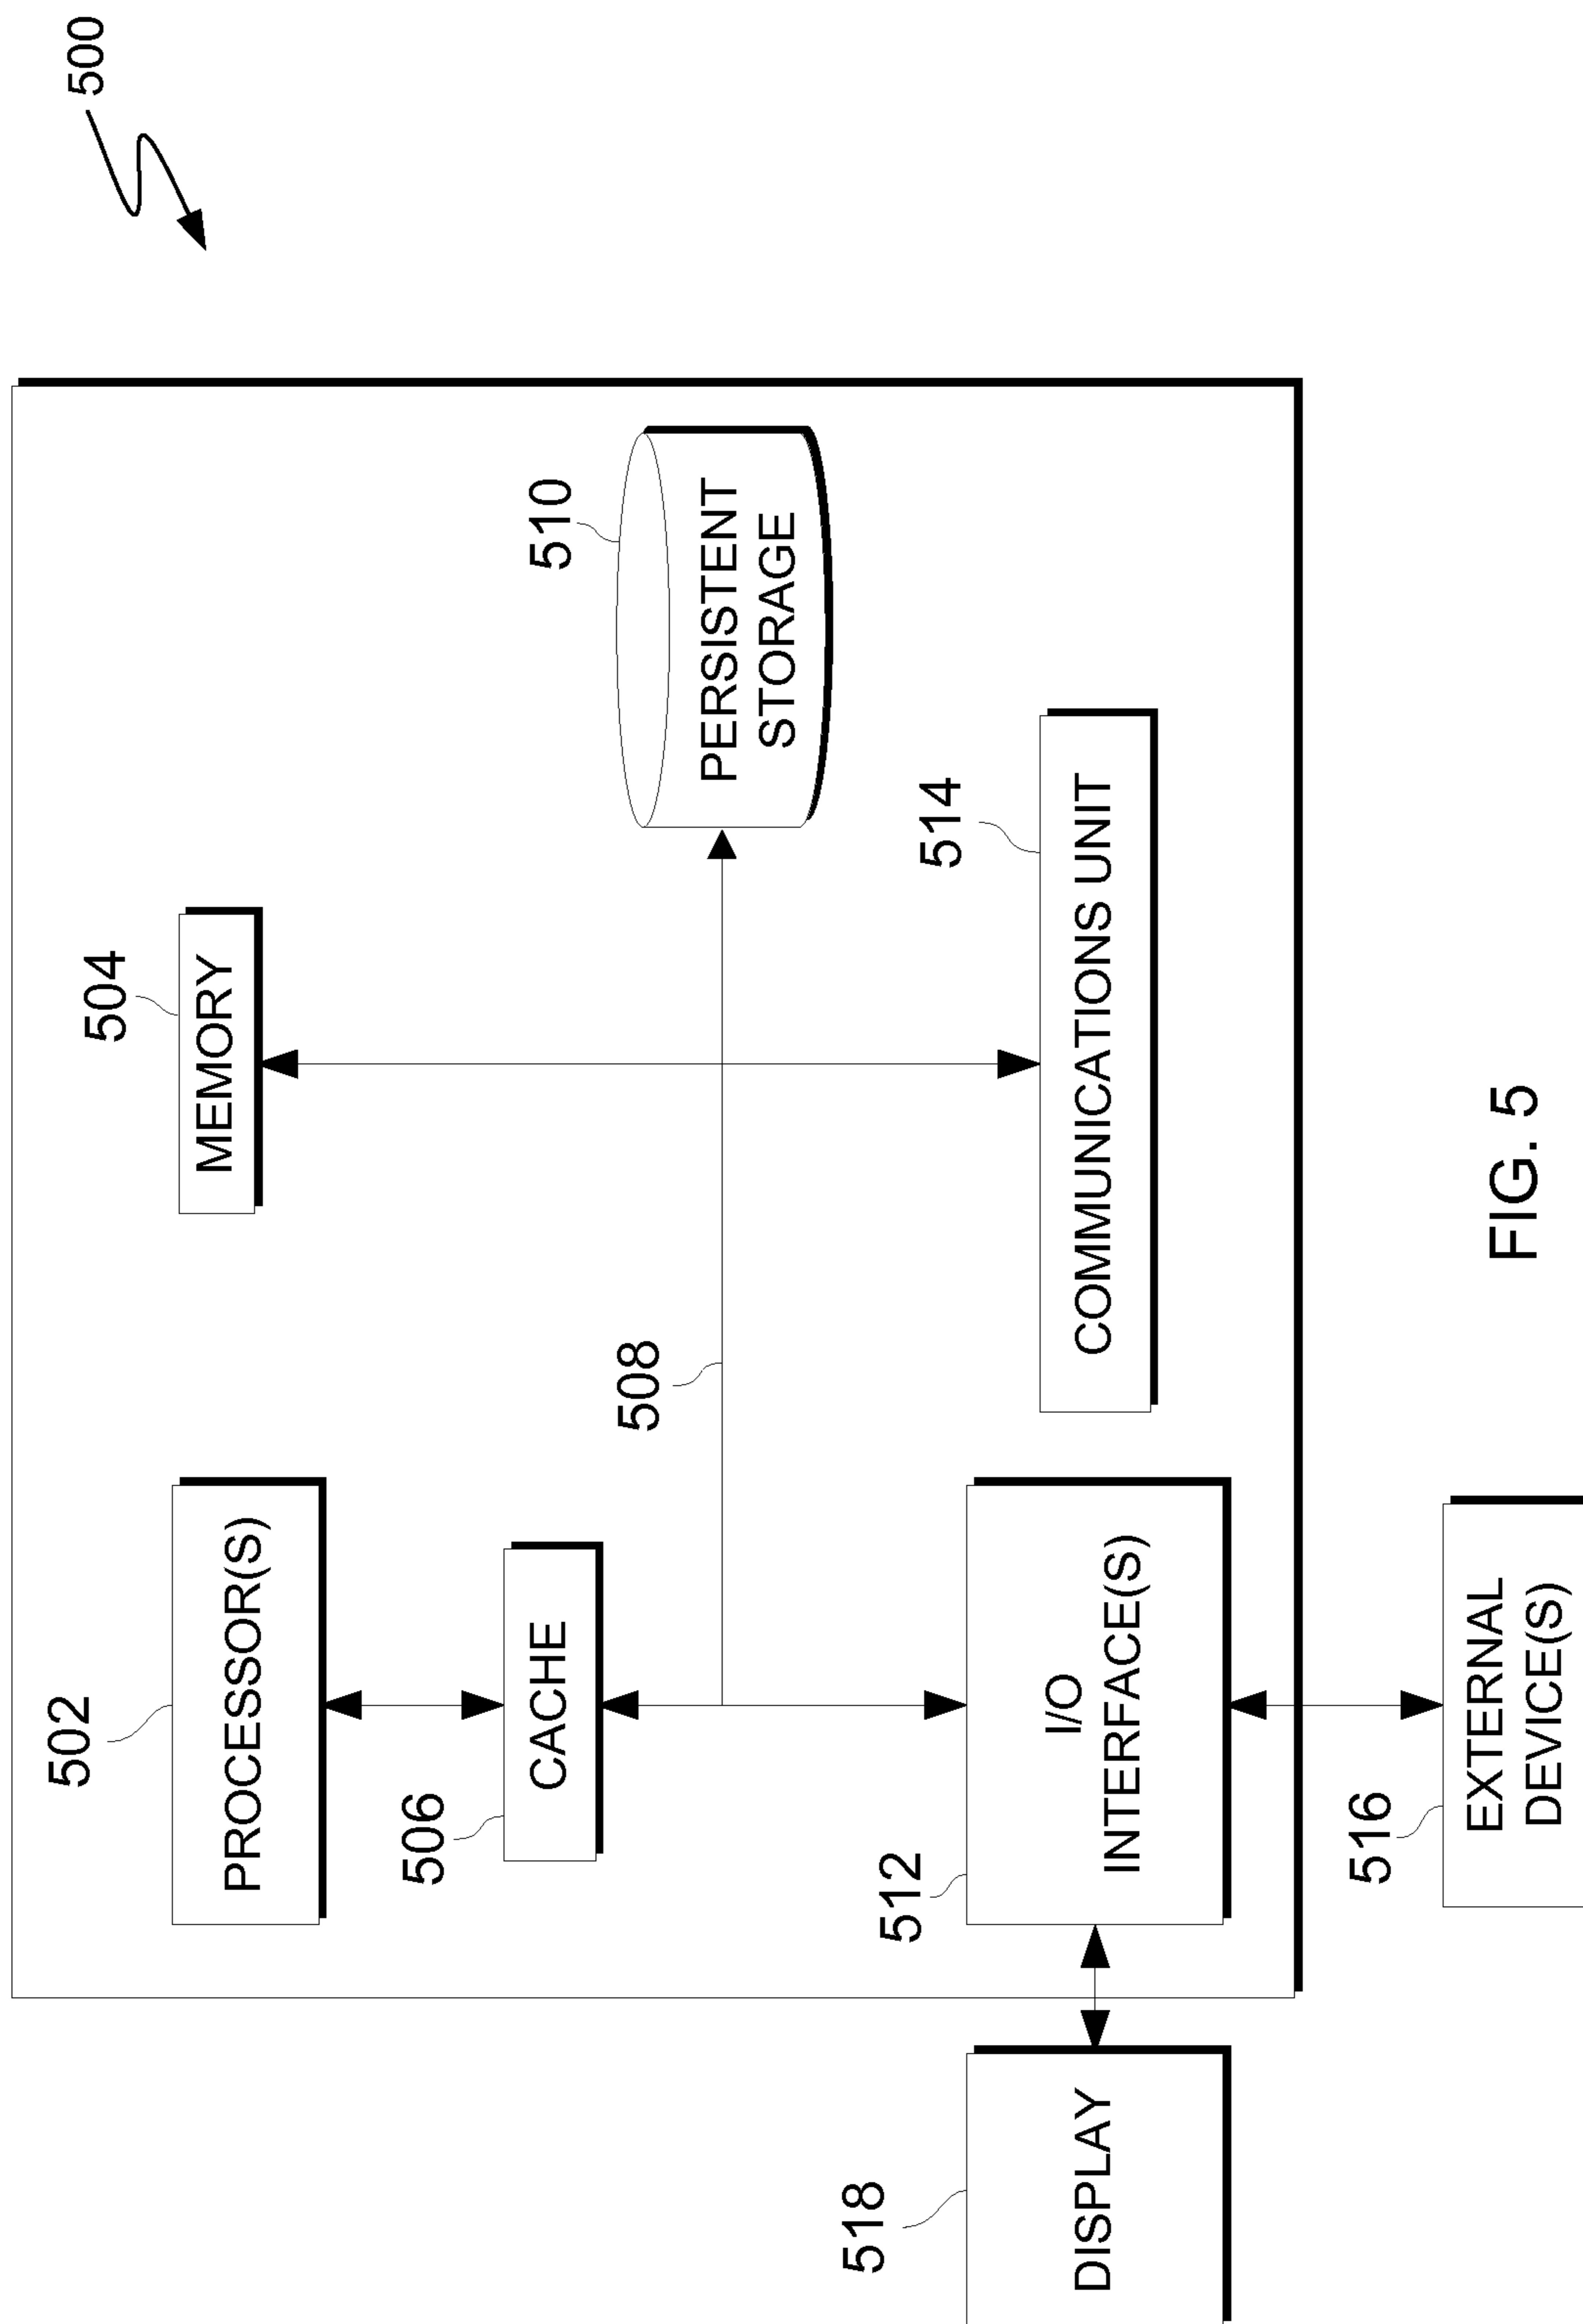 500
502
PROCESSOR(S)
504
MEMORY
506
CACHE
510
PERSISTENT
STORAGE
508
512
I/O
INTERFACE(S)
514
COMMUNICATIONS UNIT
518
DISPLAY
516
EXTERNAL
DEVICE(S)
FIG. 5